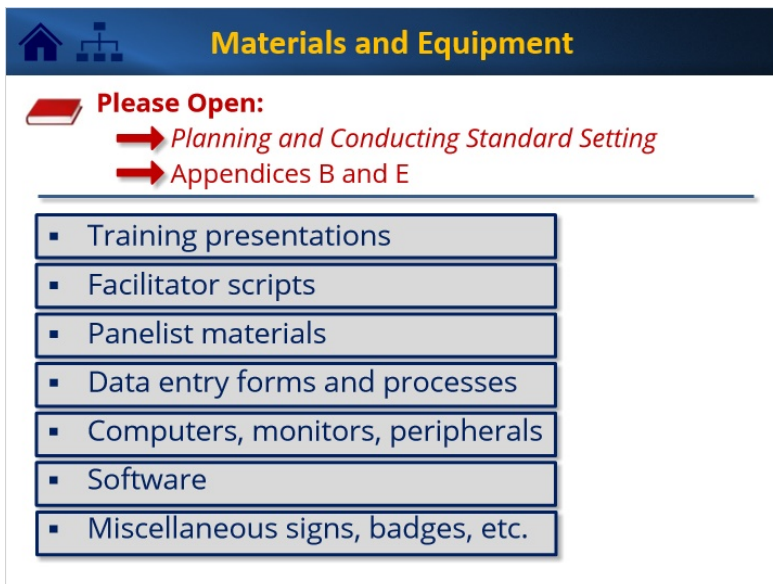 Materials and Equipment
Please Open:
Planning and Conducting Standard Setting
Appendices B and E
▪ Training presentations
▪ Facilitator scripts
▪ Panelist materials
▪ Data entry forms and processes
▪ Computers, monitors, peripherals
▪ Software
▪ Miscellaneous signs, badges, etc.